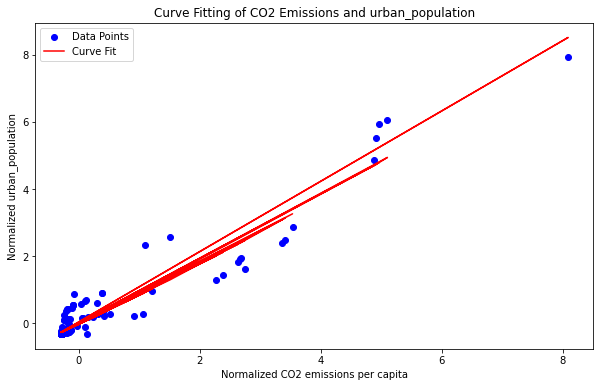 Curve Fitting of CO2 Emissions and urban_population
Data Points
Curve Fit
Normalized urban_population
8
6
4
2
0
0 2 4 6 8
Normalized CO2 emissions per capita